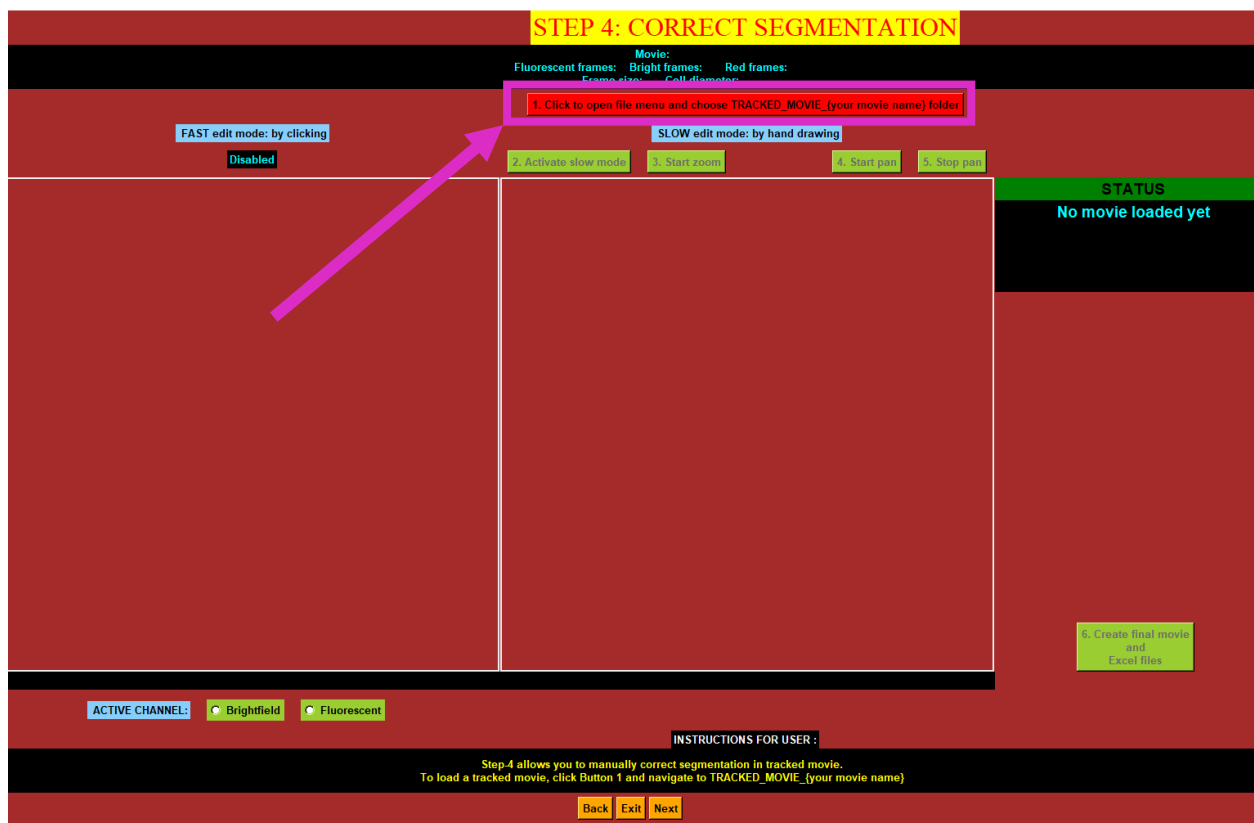 STEP 4: CORRECT SEGMENTATION
Movie:
Fluorescent frames: Bright frames: Red frames:
Frame size: Cell diameter:
1. Click to open file menu and choose TRACKED_MOVIE_{your movie name} folder
FAST edit mode: by clicking
SLOW edit mode: by hand drawing
Disabled
2. Activate slow mode
3. Start zoom
4. Start pan
5. Stop pan
STATUS
No movie loaded yet
6. Create final movie
and
Excel files
ACTIVE CHANNEL:
Brightfield
Fluorescent
INSTRUCTIONS FOR USER :
Step-4 allows you to manually correct segmentation in tracked movie.
To load a tracked movie, click Button 1 and navigate to TRACKED_MOVIE_{your movie name}
Back
Exit
Next